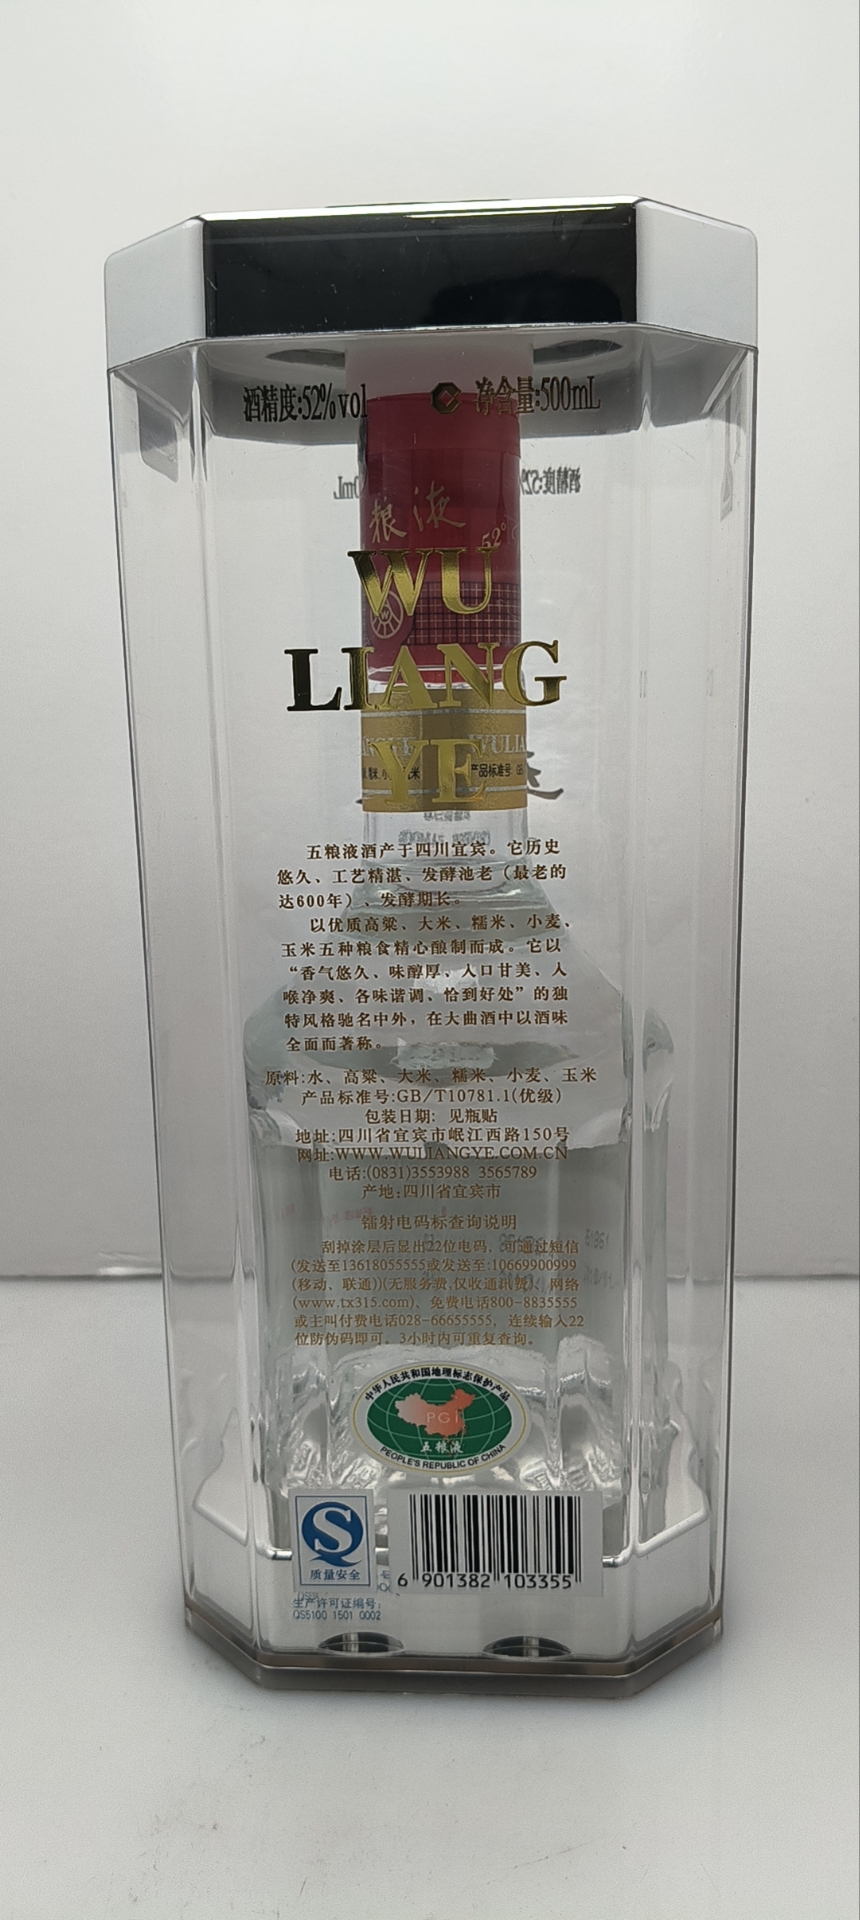 酒精度:52%vol 净含量:500mL
粮液
52°
WU
LIANG
YE
WULIA
产品标准号
五粮液酒产于四川宜宾。它历史
悠久、工艺精湛、发酵池老（最老的
达600年）、发酵期长。
以优质高粱、大米、糯米、小麦、
玉米五种粮食精心酿制而成。它以
“香气悠久、味醇厚、入口甘美、入
喉净爽、各味谐调、恰到好处”的独
特风格驰名中外，在大曲酒中以酒味
全面而著称。
原料:水、高粱、大米、糯米、小麦、玉米
产品标准号:GB/T10781.1(优级)
包装日期: 见瓶贴
地址:四川省宜宾市岷江西路150号
网址:WWW.WULIANGYE.COM.CN
电话:(0831)3553988 3565789
产地:四川省宜宾市
镭射电码标查询说明
刮掉涂层后显出22位电码，可通过短信
(发送至13618055555或发送至:10669900999
(移动、联通))(无服务费,仅收通讯费)、网络
(www.tx315.com)、免费电话800-8835555
或主叫付费电话028-66655555，连续输入22
位防伪码即可。3小时内可重复查询。
中华人民共和国地理标志保护产品
PGI
五粮液
PEOPLE'S REPUBLIC OF CHINA
质量安全
6 901382 103355
生产许可证编号:
QS5100 1501 0002